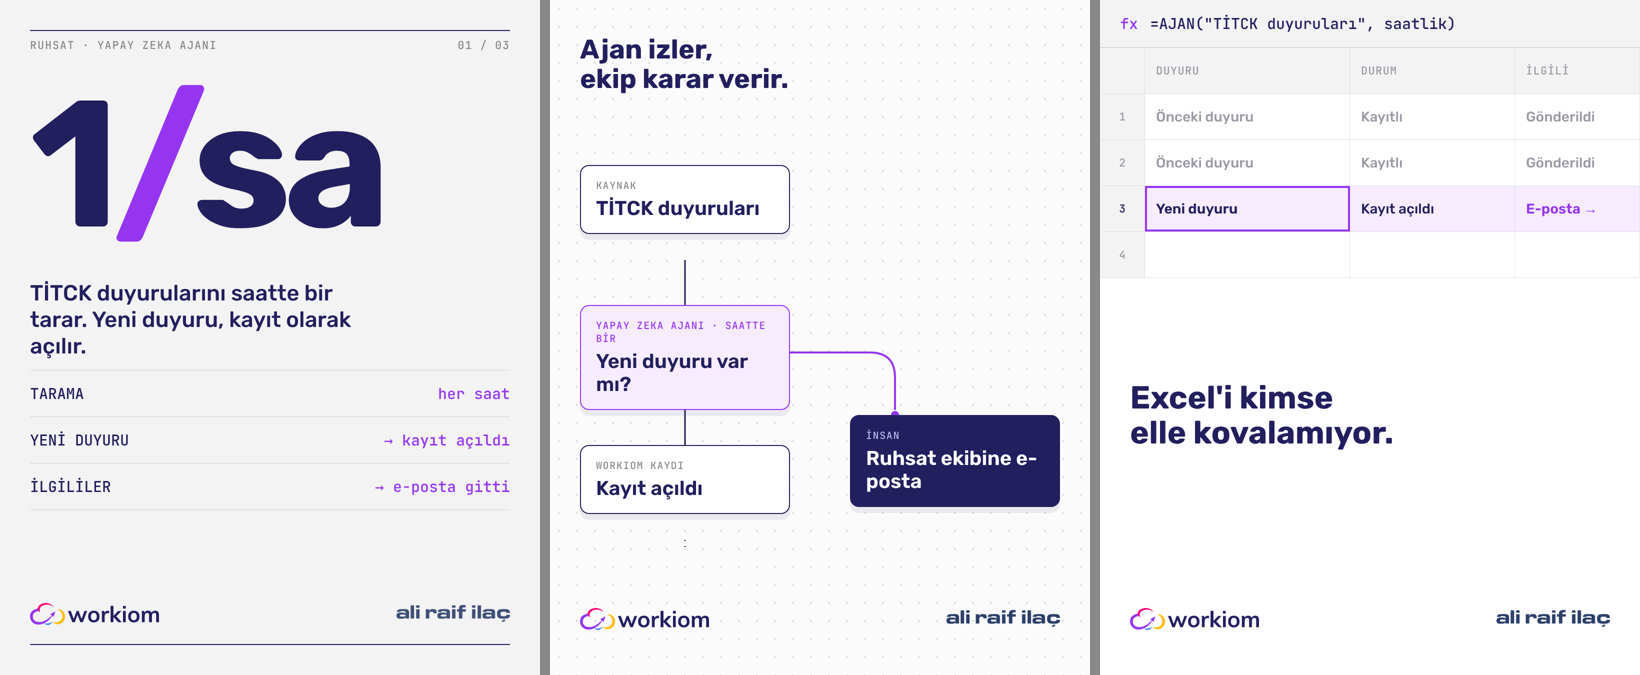 RUHSAT · YAPAY ZEKA AJANI
01 / 03
1/sa
TİTCK duyurularını saatte bir
tarar. Yeni duyuru, kayıt olarak
açılır.
TARAMA
her saat
YENİ DUYURU
→ kayıt açıldı
İLGİLİLER
→ e-posta gitti
workiom
ali raif ilaç
Ajan izler,
ekip karar verir.
KAYNAK
TİTCK duyuruları
YAPAY ZEKA AJANI · SAATTE
BİR
Yeni duyuru var
mı?
WORKIOM KAYDI
Kayıt açıldı
İNSAN
Ruhsat ekibine e-
posta
workiom
ali raif ilaç
fx =AJAN("TİTCK duyuruları", saatlik)
DUYURU DURUM İLGİLİ
1 Önceki duyuru Kayıtlı Gönderildi
2 Önceki duyuru Kayıtlı Gönderildi
3 Yeni duyuru Kayıt açıldı E-posta →
4
Excel'i kimse
elle kovalamıyor.
workiom
ali raif ilaç